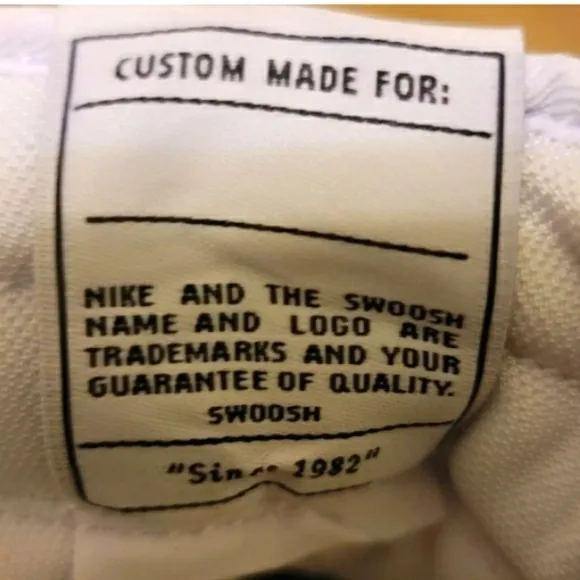 CUSTOM MADE FOR:
NIKE AND THE SWOOSH
NAME AND LOGO ARE
TRADEMARKS AND YOUR
GUARANTEE OF QUALITY.
SWOOSH
1982"